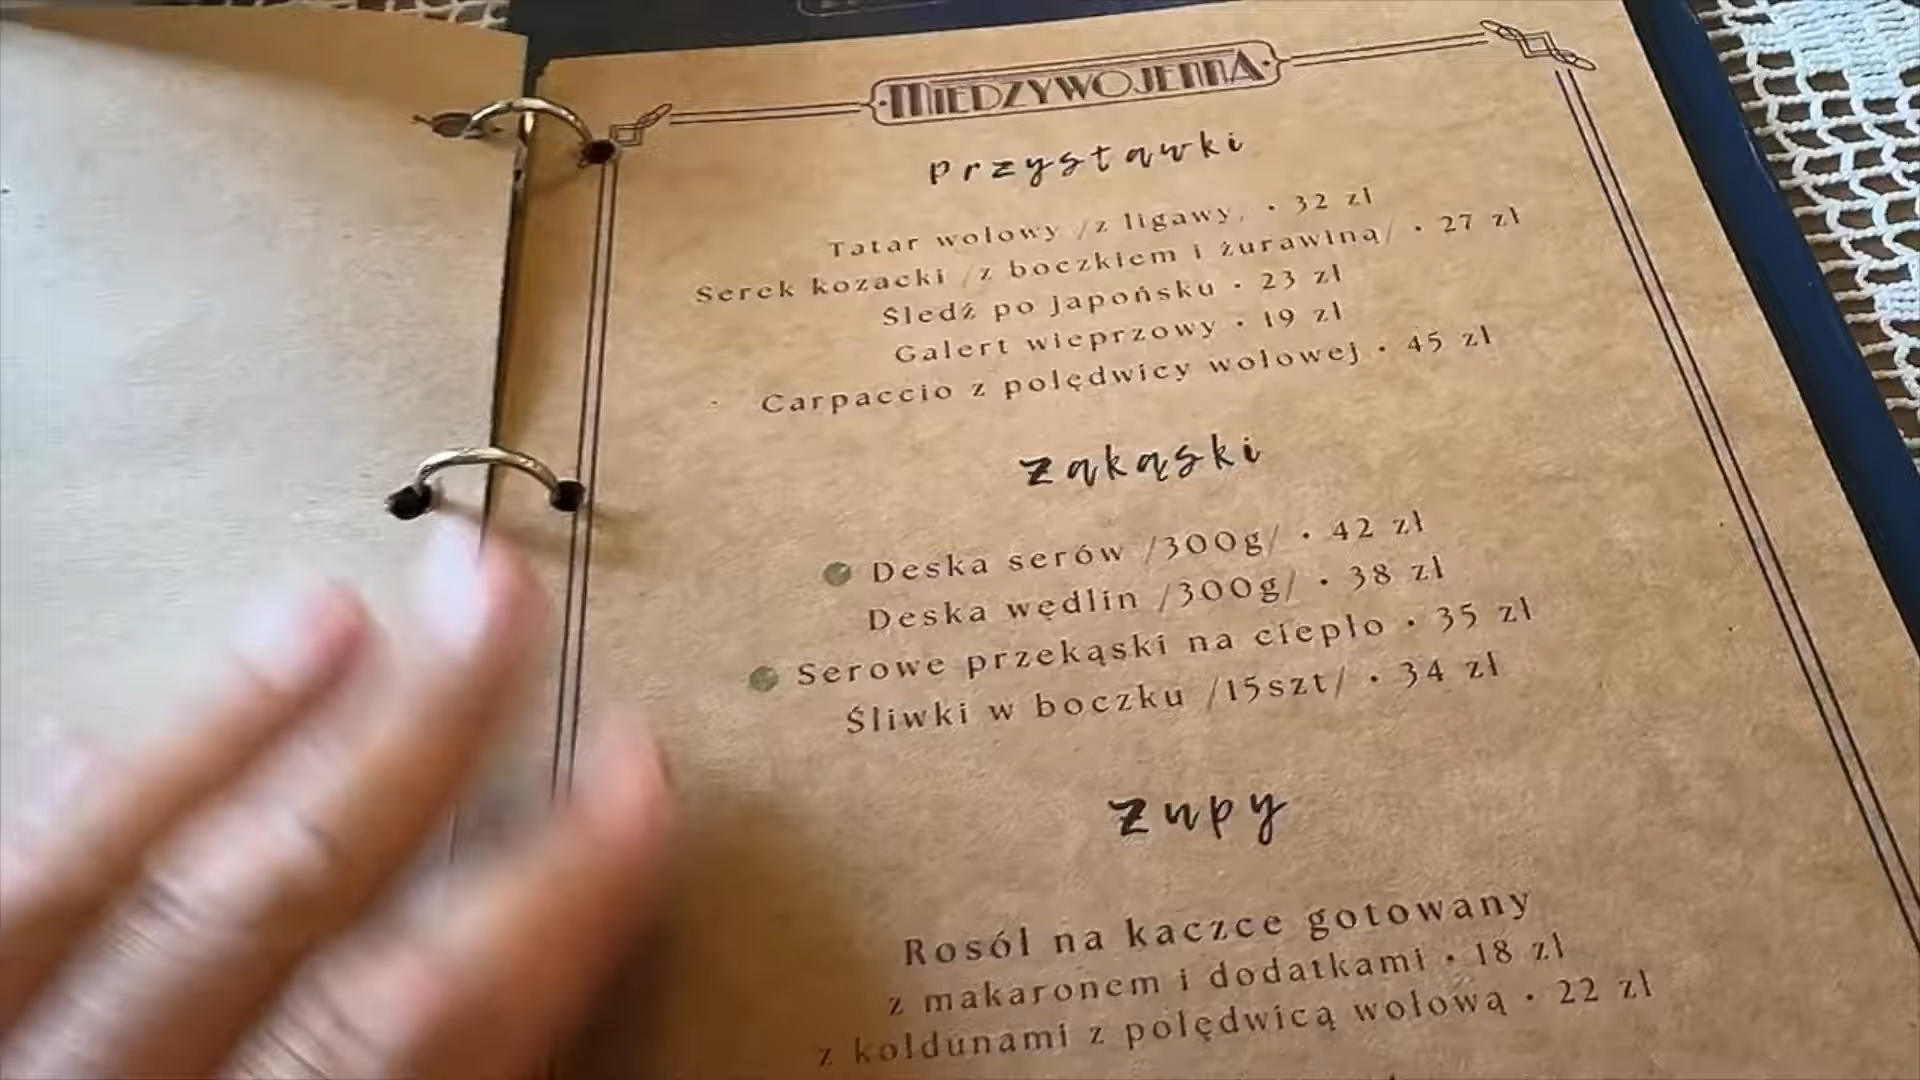 MIĘDZYWOJENNA
Przystawki
Tatar wołowy /z ligawy/ • 32 zł
Serek kozacki /z boczkiem i żurawiną/ • 27 zł
Śledź po japońsku • 23 zł
Galert wieprzowy • 19 zł
Carpaccio z polędwicy wołowej • 45 zł
Zakąski
Deska serów /300g/ • 42 zł
Deska wędlin /300g/ • 38 zł
Serowe przekąski na ciepło • 35 zł
Śliwki w boczku /15szt/ • 34 zł
Zupy
Rosół na kaczce gotowany
z makaronem i dodatkami • 18 zł
z kołdunami z polędwicą wołową • 22 zł